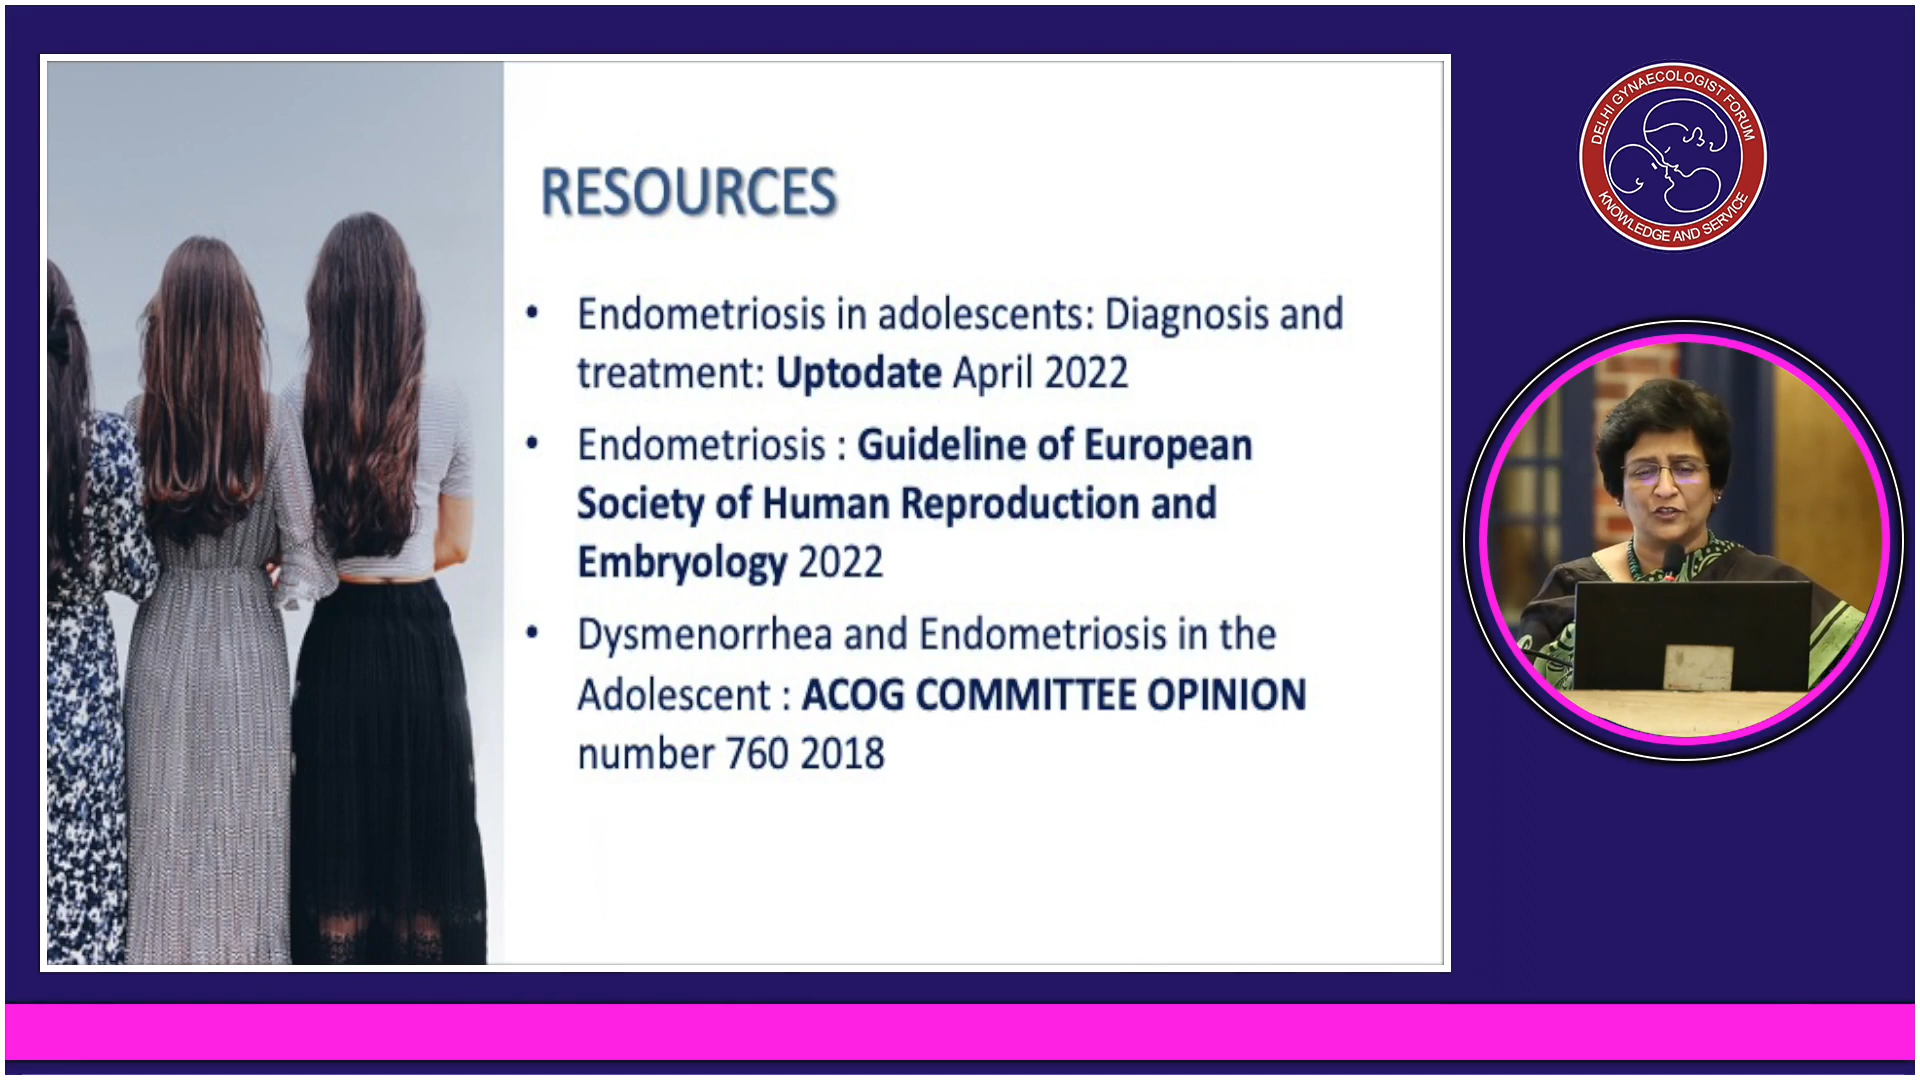 RESOURCES
• Endometriosis in adolescents: Diagnosis and
treatment: Uptodate April 2022
• Endometriosis : Guideline of European
Society of Human Reproduction and
Embryology 2022
• Dysmenorrhea and Endometriosis in the
Adolescent : ACOG COMMITTEE OPINION
number 760 2018
DELHI GYNAECOLOGIST FORUM
KNOWLEDGE AND SERVICE